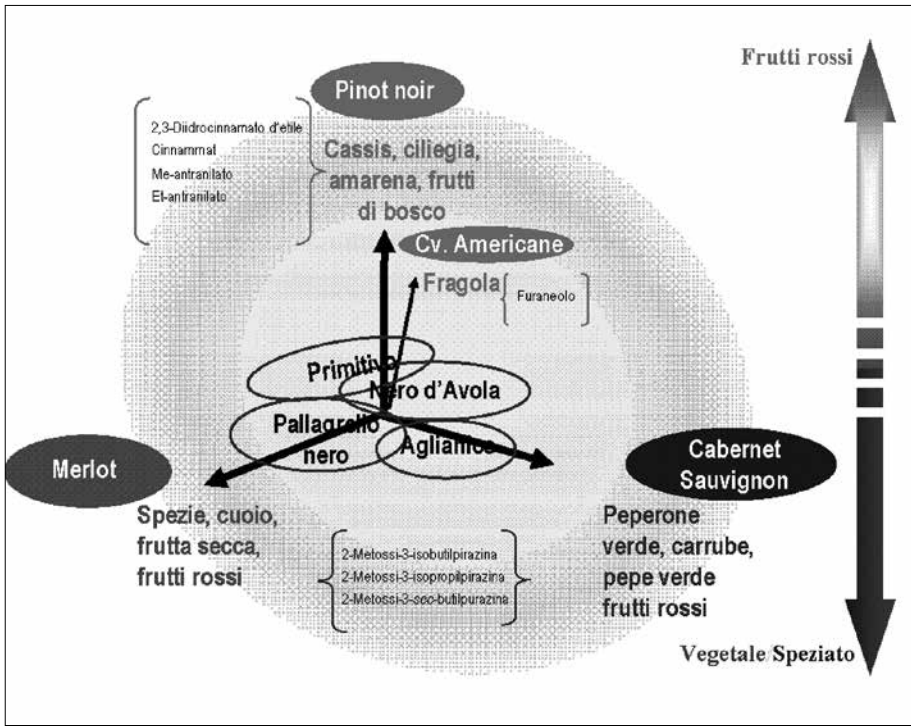 Frutti rossi
Pinot noir
2,3-Diidrocinnamato d'etile
Cinnammat
Me-antranilato
Et-antranilato
Cassis, ciliegia,
amarena, frutti
di bosco
Cv. Americane
Fragola
Furaneolo
Primitivo
Nero d'Avola
Pallagrello
nero
Aglianico
Merlot
Cabernet
Sauvignon
Spezie, cuoio,
frutta secca,
frutti rossi
2-Metossi-3-isobutilpirazina
2-Metossi-3-isopropilpirazina
2-Metossi-3-sec-butilpurazina
Peperone
verde, carrube,
pepe verde
frutti rossi
Vegetale/Speziato